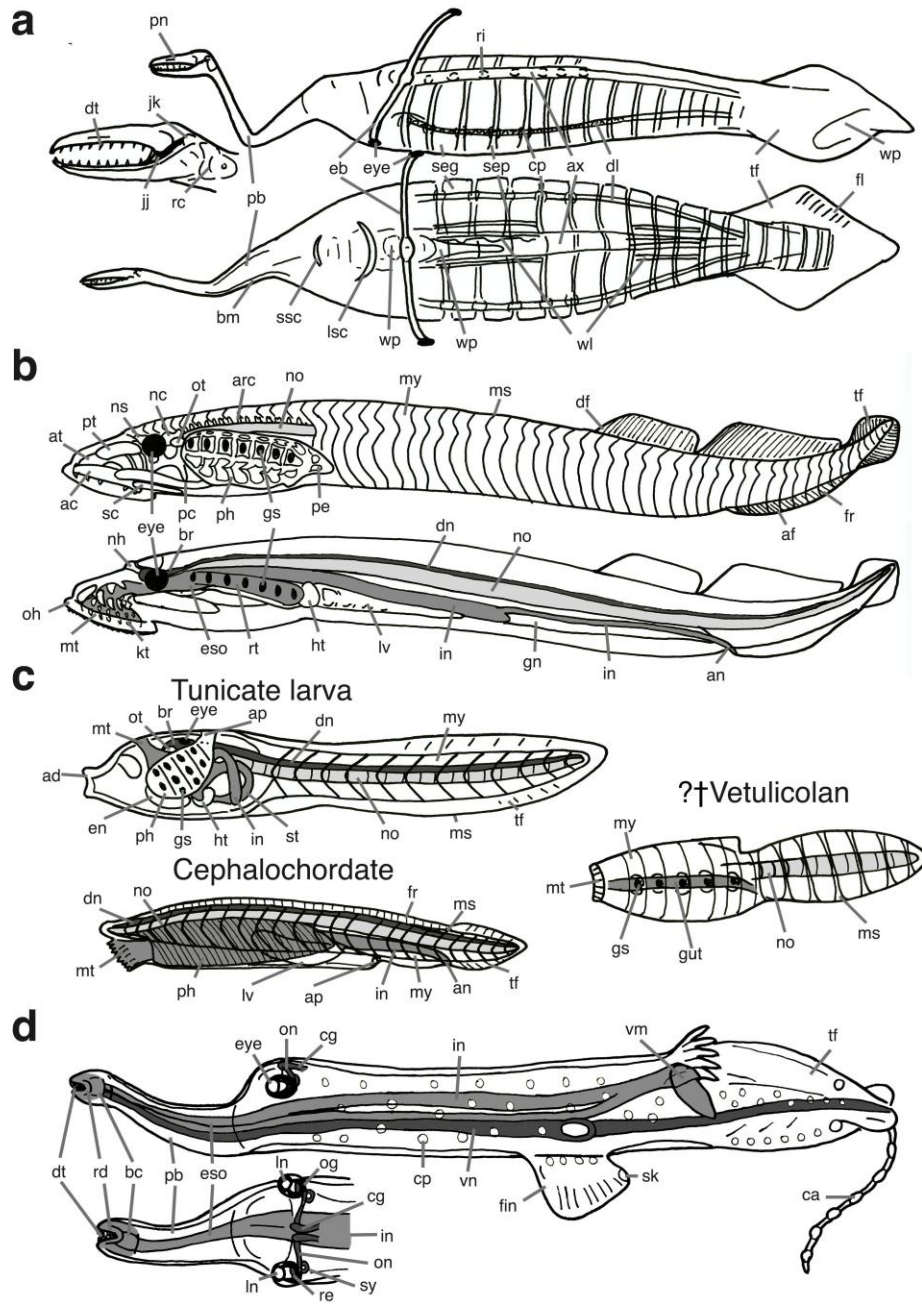 a
pn
ri
dt
jk
jj
rc
pb
eb
eye
seg
sep
cp
ax
dl
tf
wp
pb
fl
bm
ssc
lsc
wp
wp
wl
b
ot
arc
no
my
ms
df
tf
nc
ns
pt
at
ac
sc
pc
ph
gs
pe
af
fr
eye
br
nh
dn
no
oh
mt
kt
eso
rt
ht
lv
in
gn
in
an
c
Tunicate larva
ot
br
eye
ap
mt
dn
my
ad
en
ph
gs
ht
in
st
no
ms
tf
?†Vetulicolan
my
mt
gs
gut
no
ms
Cephalochordate
dn
no
fr
ms
mt
ph
lv
ap
in
my
an
tf
d
eye
on
cg
in
vm
tf
dt
rd
bc
pb
eso
cp
vn
fin
sk
ca
ln
og
cg
in
on
ln
re
sy